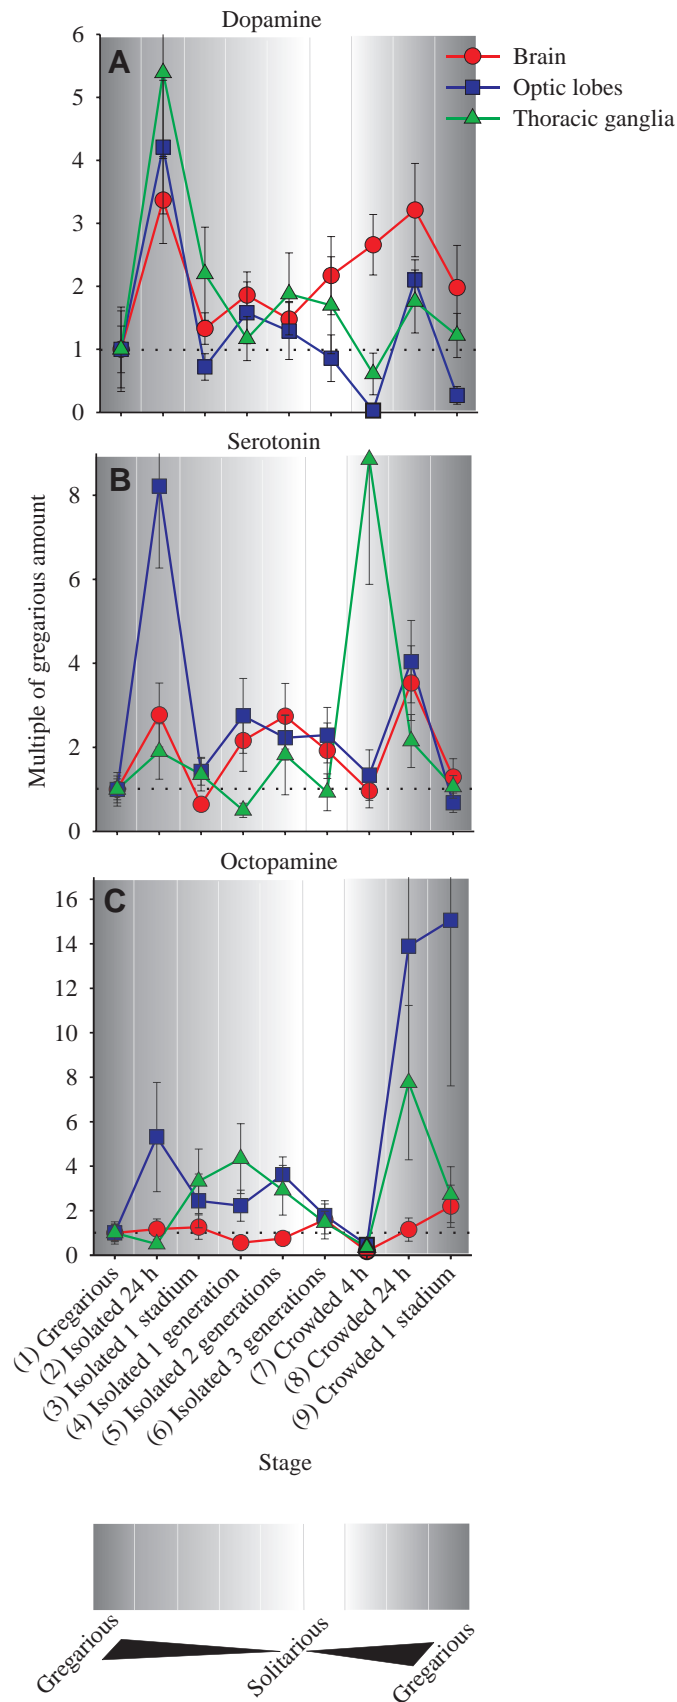 Dopamine
A
6
5
4
3
2
1
0
Brain
Optic lobes
Thoracic ganglia
Serotonin
B
8
6
4
2
0
Multiple of gregarious amount
Octopamine
C
16
14
12
10
8
6
4
2
0
(1) Gregarious
(2) Isolated 24 h
(3) Isolated 1 stadium
(4) Isolated 1 generation
(5) Isolated 2 generations
(6) Isolated 3 generations
(7) Crowded 4 h
(8) Crowded 24 h
(9) Crowded 1 stadium
Stage
Gregarious
Solitarious
Gregarious